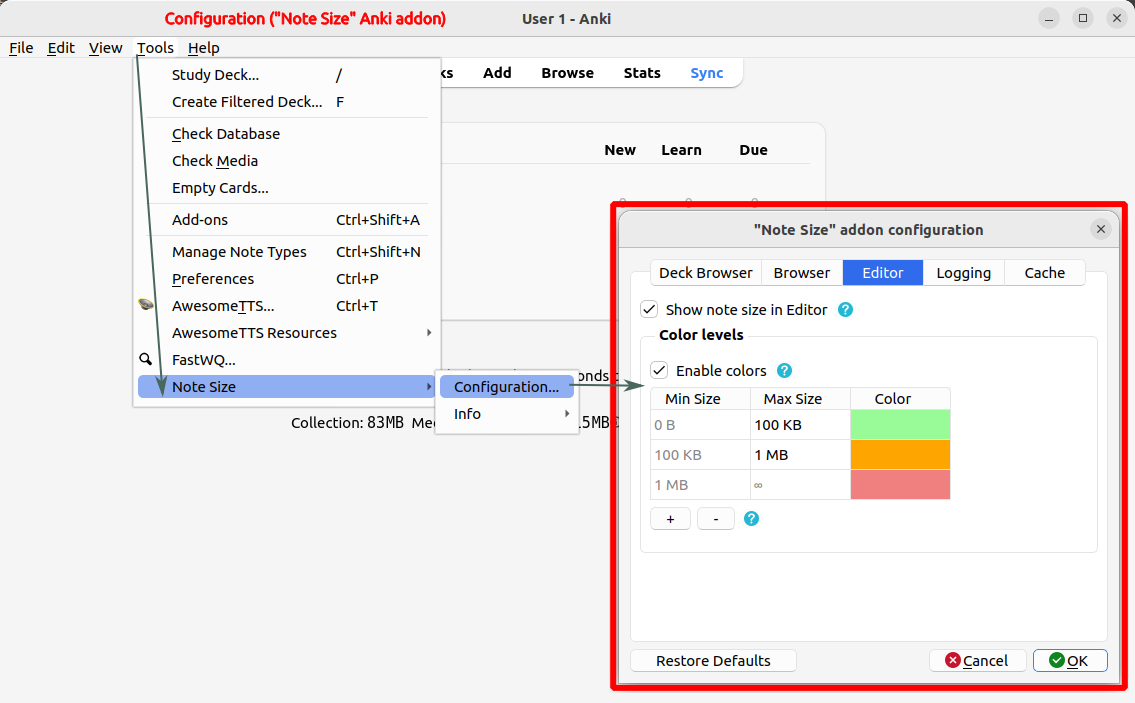 Configuration ("Note Size" Anki addon) User 1 - Anki
File Edit View Tools Help
Study Deck... /
ks Add Browse Stats Sync
Create Filtered Deck... F
Check Database
New Learn Due
Check Media
Empty Cards...
Add-ons Ctrl+Shift+A
Manage Note Types Ctrl+Shift+N
Preferences Ctrl+P
AwesomeTTS... Ctrl+T
AwesomeTTS Resources
FastWQ...
Note Size
Configuration...
Info
onds
Collection: 83MB Me
.5MB
"Note Size" addon configuration
Deck Browser Browser Editor Logging Cache
Show note size in Editor ?
Color levels
Enable colors ?
Min Size Max Size Color
0 B 100 KB
100 KB 1 MB
1 MB ∞
+ - ?
Restore Defaults Cancel OK